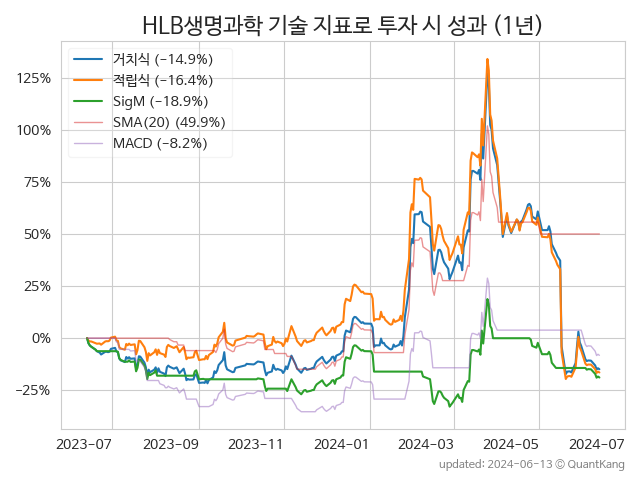 HLB생명과학 기술 지표로 투자 시 성과 (1년)
거치식 (−14.9%)
적립식 (−16.4%)
SigM (−18.9%)
SMA(20) (49.9%)
MACD (−8.2%)
125%
100%
75%
50%
25%
0%
−25%
2023-07 2023-09 2023-11 2024-01 2024-03 2024-05 2024-07
updated: 2024-06-13 © QuantKang